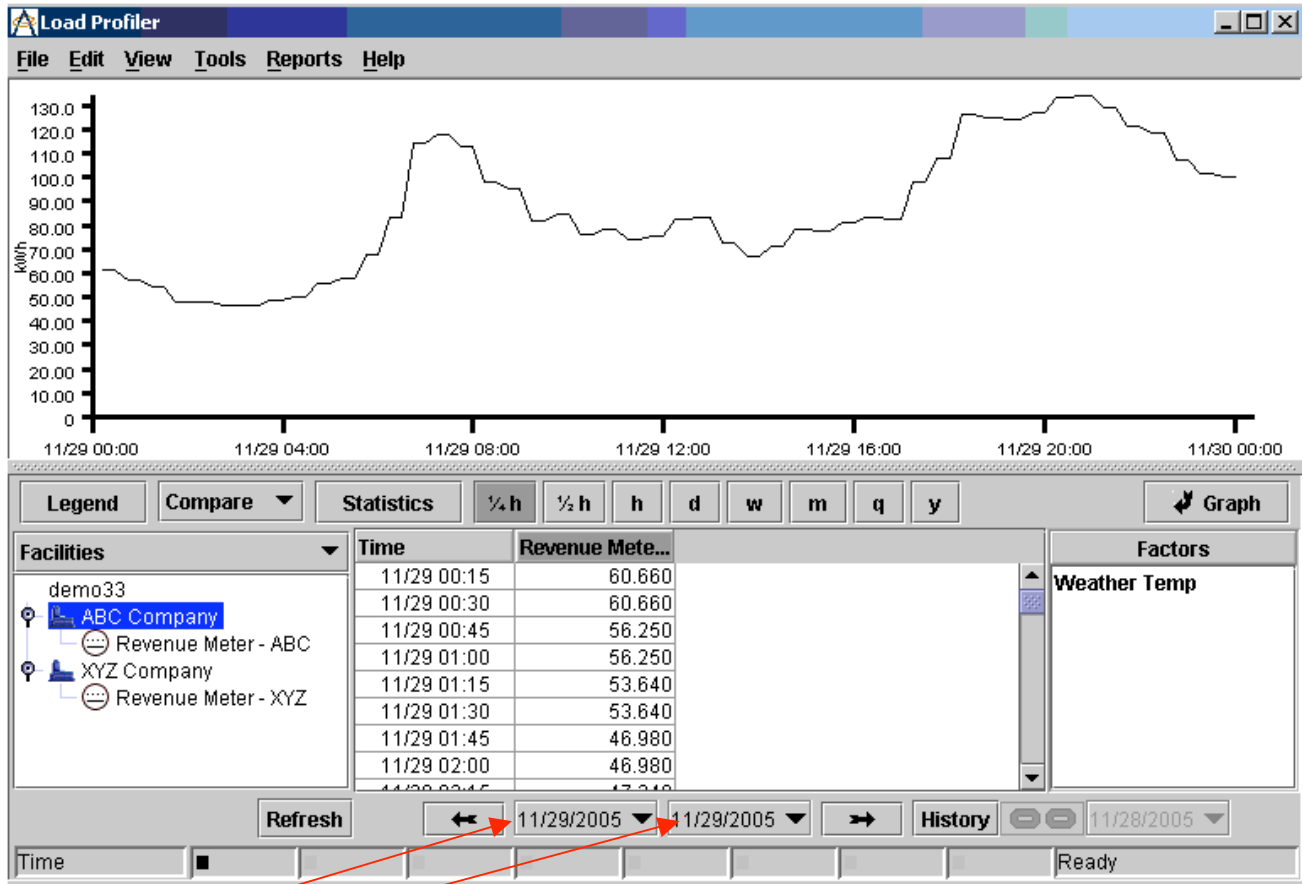 Load Profiler
File Edit View Tools Reports Help
130.0
120.0
110.0
100.0
90.00
80.00
70.00
60.00
50.00
40.00
30.00
20.00
10.00
0
kWh
11/29 00:00 11/29 04:00 11/29 08:00 11/29 12:00 11/29 16:00 11/29 20:00 11/30 00:00
Legend Compare Statistics ¼ h ½ h h d w m q y Graph
Facilities
demo33
ABC Company
Revenue Meter - ABC
XYZ Company
Revenue Meter - XYZ
Time Revenue Mete...
11/29 00:15 60.660
11/29 00:30 60.660
11/29 00:45 56.250
11/29 01:00 56.250
11/29 01:15 53.640
11/29 01:30 53.640
11/29 01:45 46.980
11/29 02:00 46.980
Factors
Weather Temp
Refresh 11/29/2005 11/29/2005 History 11/28/2005
Time Ready